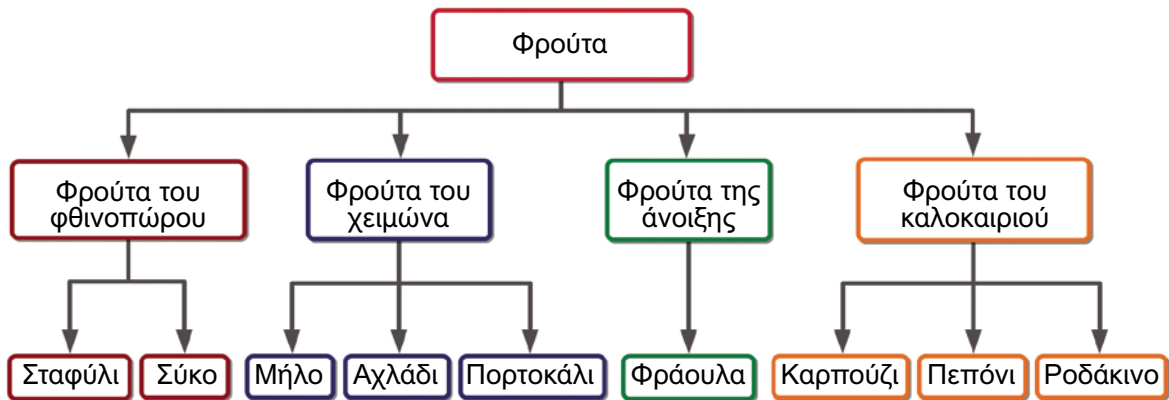 Φρούτα
Φρούτα του
φθινοπώρου
Φρούτα του
χειμώνα
Φρούτα της
άνοιξης
Φρούτα του
καλοκαιριού
Σταφύλι
Σύκο
Μήλο
Αχλάδι
Πορτοκάλι
Φράουλα
Καρπούζι
Πεπόνι
Ροδάκινο